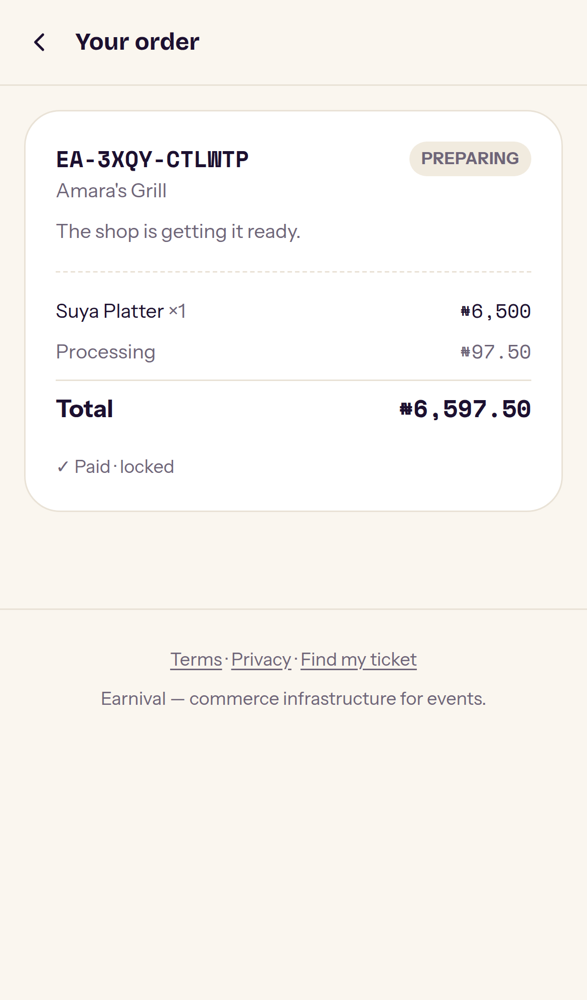 Your order
EA-3XQY-CTLWTP
PREPARING
Amara's Grill
The shop is getting it ready.
Suya Platter ×1 ₦6,500
Processing ₦97.50
Total ₦6,597.50
✓ Paid · locked
Terms · Privacy · Find my ticket
Earnival — commerce infrastructure for events.